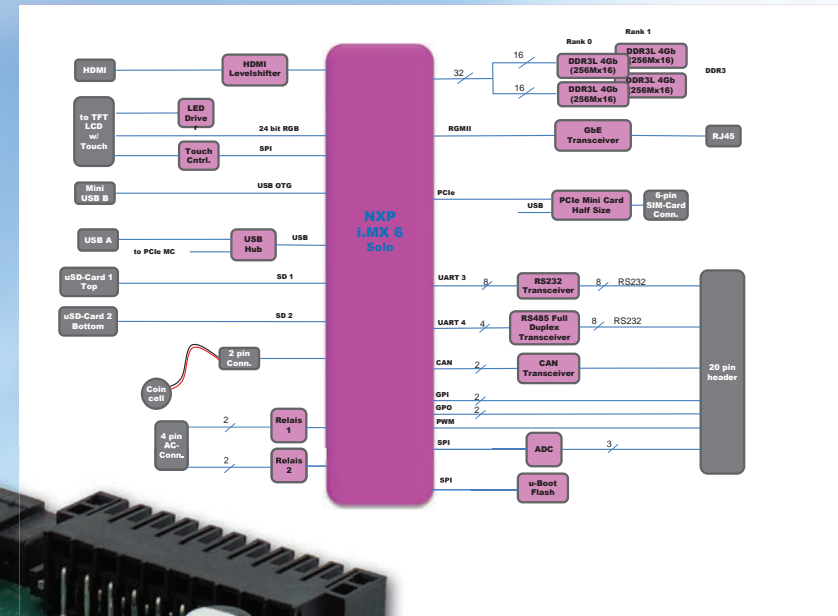 Rank 1
Rank 0
HDMI
HDMI
Levelshifter
16
32
16
DDR3L 4Gb
(256Mx16)
DDR3L 4Gb
(256Mx16)
DDR3L 4Gb
(256Mx16)
DDR3L 4Gb
(256Mx16)
DDR3
to TFT
LCD
w/
Touch
LED
Drive
r
24 bit RGB
Touch
Cntrl.
SPI
RGMII
GbE
Transceiver
RJ45
Mini
USB B
USB OTG
PCIe
USB
PCIe Mini Card
Half Size
6-pin
SIM-Card
Conn.
NXP
i.MX 6
Solo
USB A
to PCIe MC
USB
Hub
USB
uSD-Card 1
Top
SD 1
UART 3
8
RS232
Transceiver
8
RS232
uSD-Card 2
Bottom
SD 2
UART 4
4
RS485 Full
Duplex
Transceiver
8
RS232
2 pin
Conn.
Coin
cell
CAN
2
CAN
Transceiver
20 pin
header
GPI
2
GPO
2
PWM
4 pin
AC-
Conn.
2
Relais
1
2
Relais
2
SPI
ADC
3
SPI
u-Boot
Flash